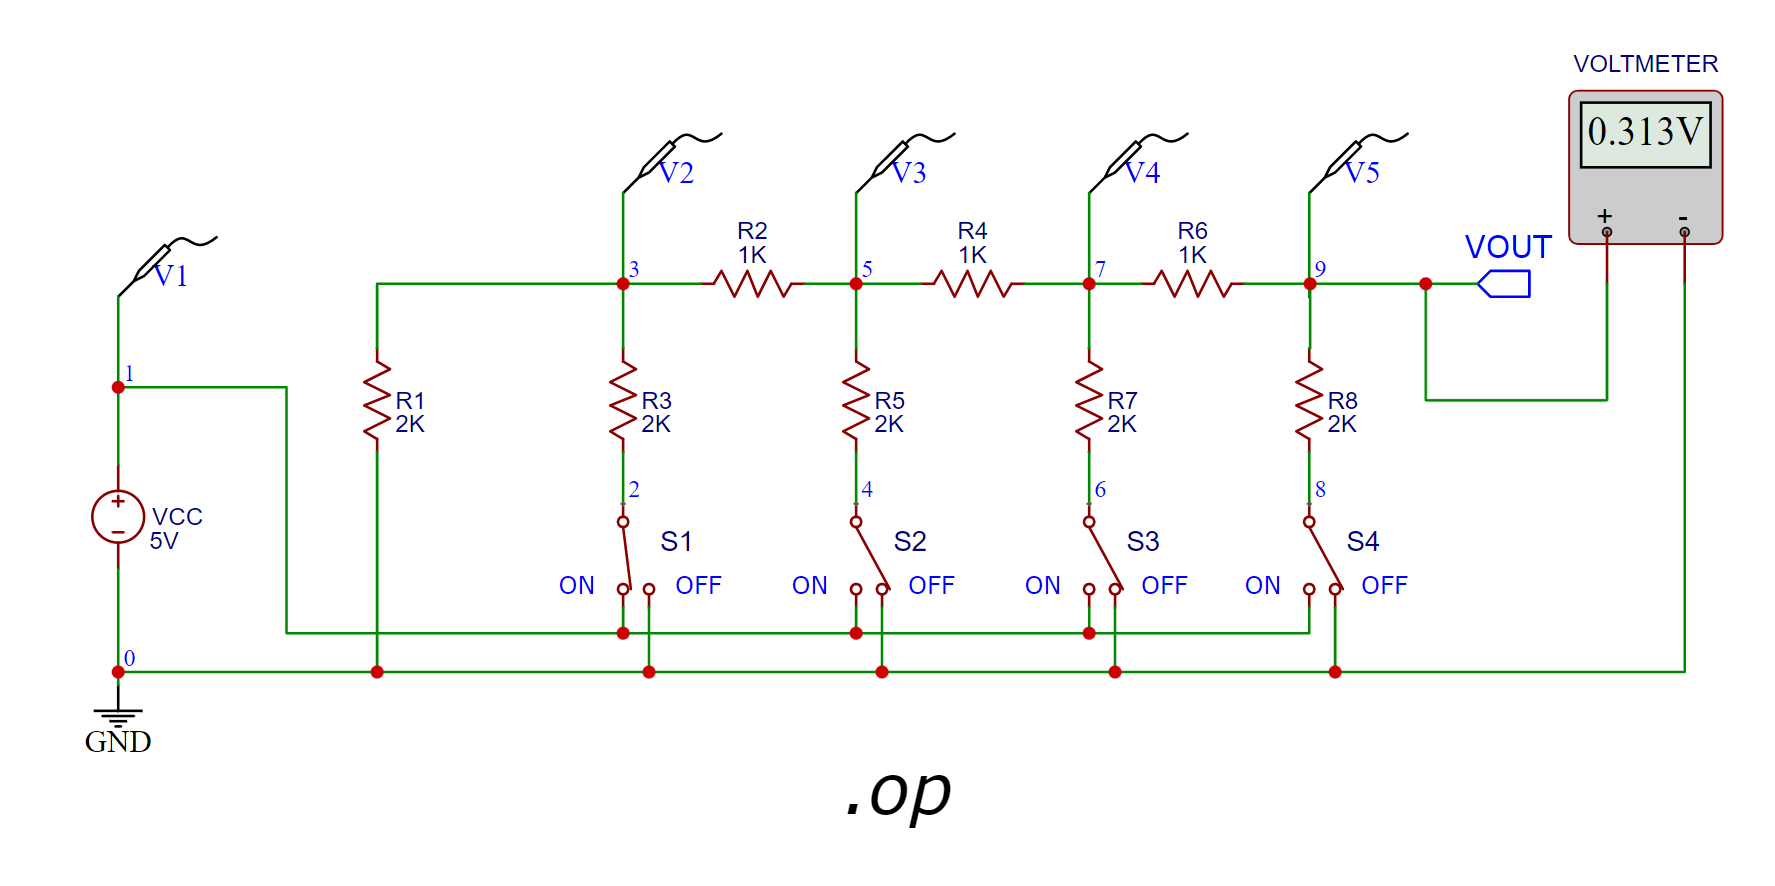 VOLTMETER
0.313V
+ -
V2 V3 V4 V5
V1
VOUT
R2 R4 R6
1K 1K 1K
3 5 7 9
1
R1 R3 R5 R7 R8
2K 2K 2K 2K 2K
2 4 6 8
VCC
5V
S1 S2 S3 S4
ON OFF ON OFF ON OFF ON OFF
0
GND
.op